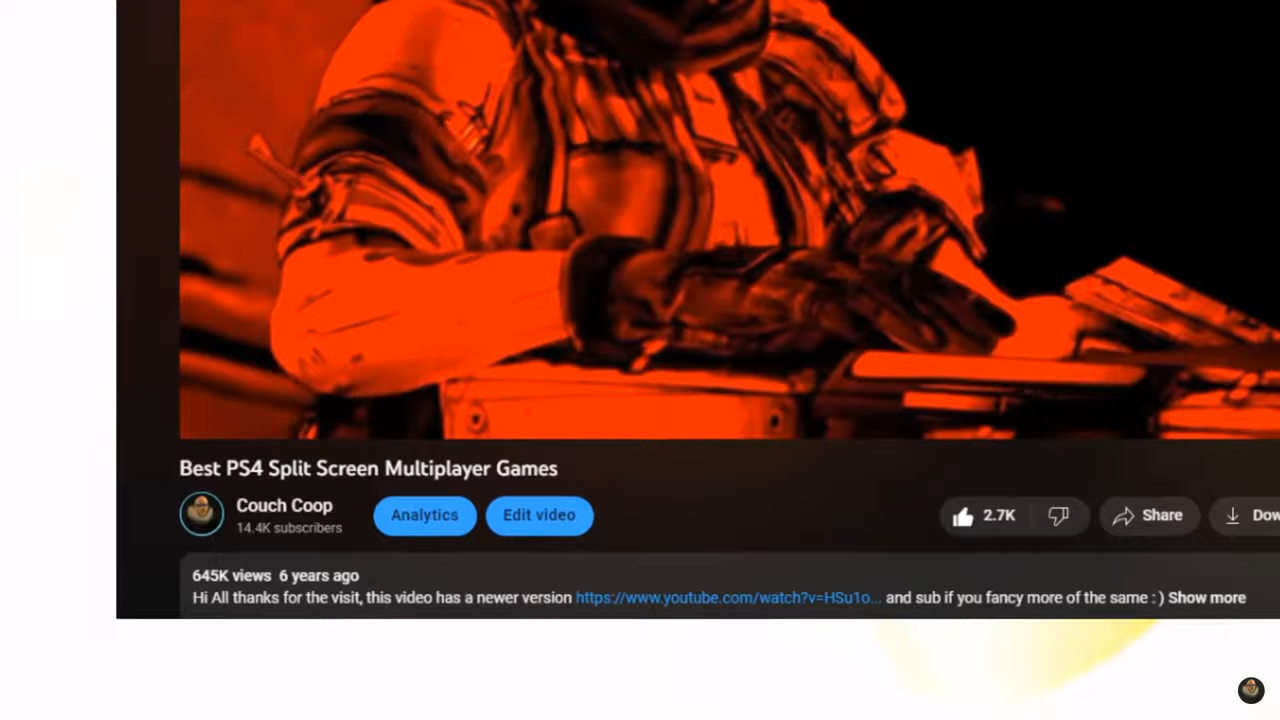 Best PS4 Split Screen Multiplayer Games
Couch Coop
14.4K subscribers
Analytics
Edit video
2.7K
Share
Dow
645K views 6 years ago
Hi All thanks for the visit, this video has a newer version https://www.youtube.com/watch?v=HSu1o... and sub if you fancy more of the same : ) Show more